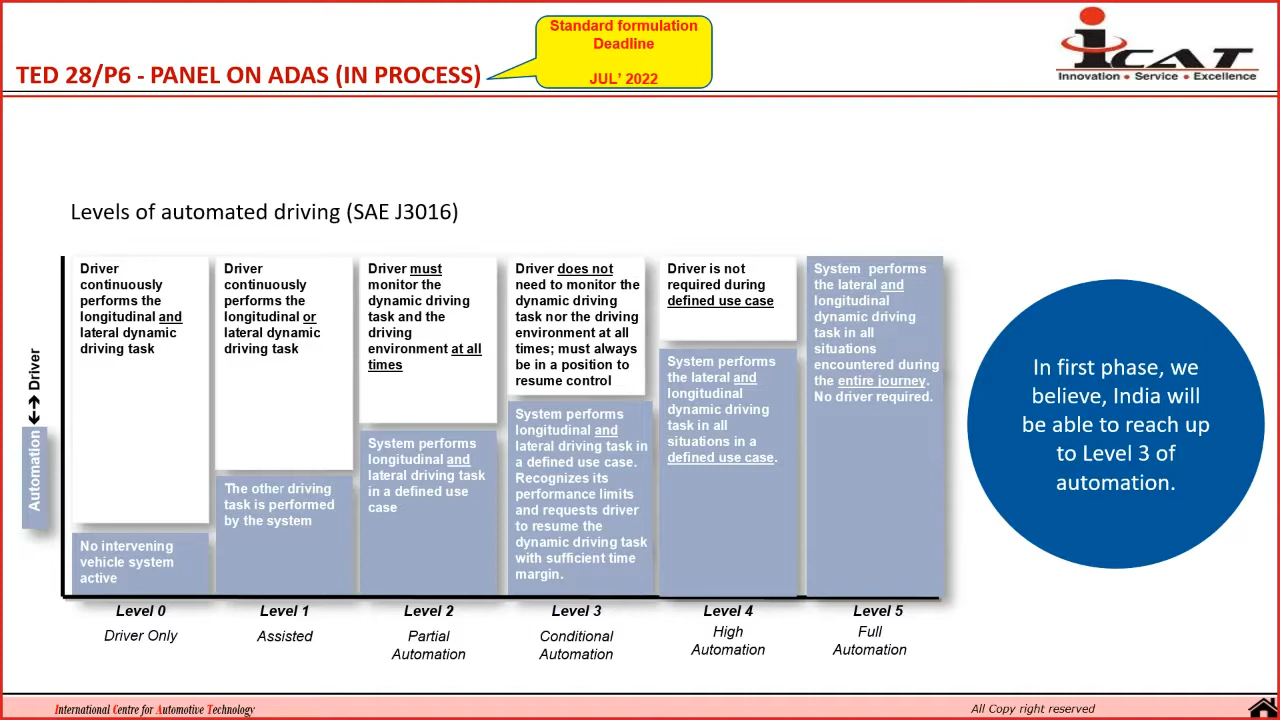 Standard formulation
Deadline
JUL’ 2022
TED 28/P6 - PANEL ON ADAS (IN PROCESS)
iCAT
Innovation • Service • Excellence
Levels of automated driving (SAE J3016)
Automation <-> Driver
Driver
continuously
performs the
longitudinal and
lateral dynamic
driving task
No intervening
vehicle system
active
Level 0
Driver Only
Driver
continuously
performs the
longitudinal or
lateral dynamic
driving task
The other driving
task is performed
by the system
Level 1
Assisted
Driver must
monitor the
dynamic driving
task and the
driving
environment at all
times
System performs
longitudinal and
lateral driving task
in a defined use
case
Level 2
Partial
Automation
Driver does not
need to monitor the
dynamic driving
task nor the driving
environment at all
times; must always
be in a position to
resume control
System performs
longitudinal and
lateral driving task in
a defined use case.
Recognizes its
performance limits
and requests driver
to resume the
dynamic driving task
with sufficient time
margin.
Level 3
Conditional
Automation
Driver is not
required during
defined use case
System performs
the lateral and
longitudinal
dynamic driving
task in all
situations in a
defined use case.
Level 4
High
Automation
System performs
the lateral and
longitudinal
dynamic driving
task in all
situations
encountered during
the entire journey.
No driver required.
Level 5
Full
Automation
In first phase, we
believe, India will
be able to reach up
to Level 3 of
automation.
International Centre for Automotive Technology
All Copy right reserved